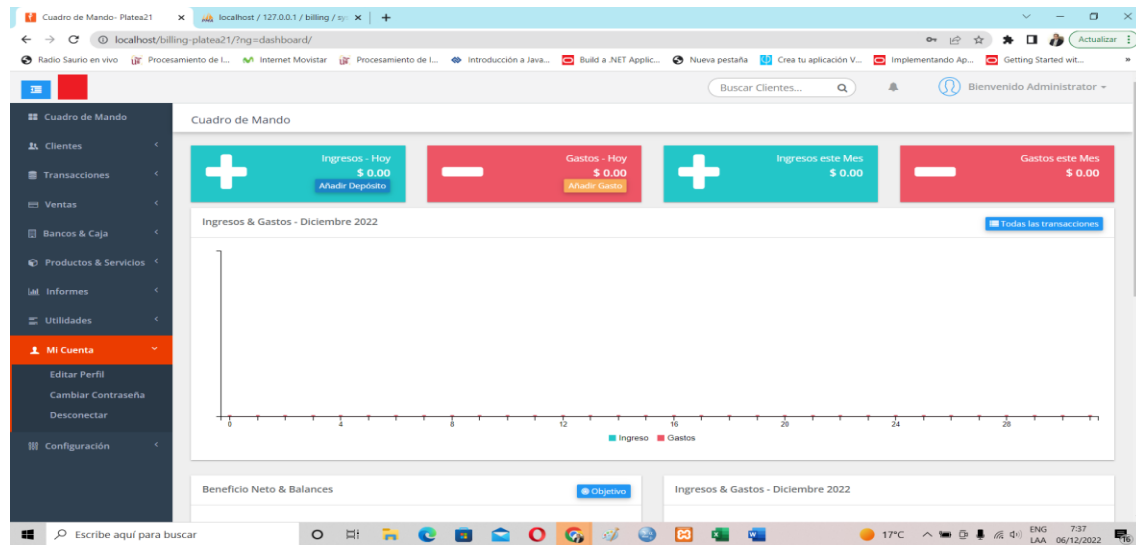 Cuadro de Mando- Platea21
localhost / 127.0.0.1 / billing / sy
localhost/billing-platea21/?ng=dashboard/
Actualizar
Radio Saurio en vivo
Procesamiento de l...
Internet Movistar
Procesamiento de l...
Introducción a Java...
Build a .NET Applic...
Nueva pestaña
Crea tu aplicación V...
Implementando Ap...
Getting Started wit...
»
Buscar Clientes...
Bienvenido Administrator
Cuadro de Mando
Clientes
Transacciones
Ventas
Bancos & Caja
Productos & Servicios
Informes
Utilidades
Mi Cuenta
Editar Perfil
Cambiar Contraseña
Desconectar
Configuración
Cuadro de Mando
Ingresos - Hoy
$ 0.00
Añadir Depósito
Gastos - Hoy
$ 0.00
Añadir Gasto
Ingresos este Mes
$ 0.00
Gastos este Mes
$ 0.00
Ingresos & Gastos - Diciembre 2022
Todas las transacciones
0 4 8 12 16 20 24 28
Ingreso Gastos
Beneficio Neto & Balances
Objetivo
Ingresos & Gastos - Diciembre 2022
Escribe aquí para buscar
17°C
ENG
LAA
7:37
06/12/2022